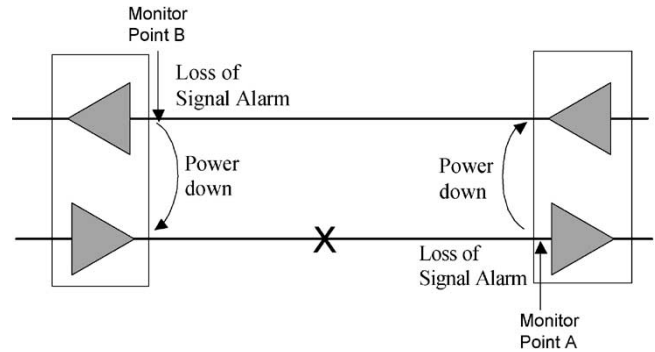 Monitor
Point B
Loss of
Signal Alarm
Power
down
Power
down
X
Loss of
Signal Alarm
Monitor
Point A